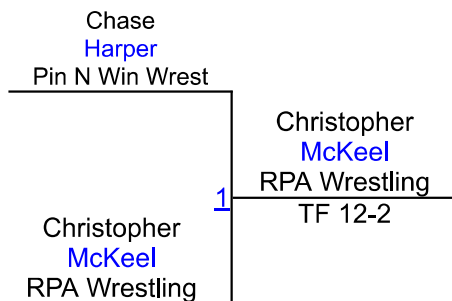 Chase
Harper
Pin N Win Wrest
Christopher
McKeel
RPA Wrestling
1
TF 12-2
Christopher
McKeel
RPA Wrestling